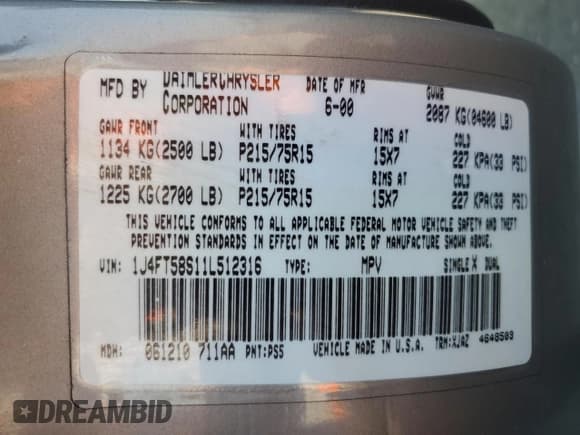 MFD BY DAIMLERCHRYSLER CORPORATION DATE OF MFR 6-00 GVWR 2087 KG(04600 LB)
GAWR FRONT WITH TIRES RIMS AT COLD
1134 KG(2500 LB) P215/75R15 15X7 227 KPA(33 PSI)
GAWR REAR WITH TIRES RIMS AT COLD
1225 KG(2700 LB) P215/75R15 15X7 227 KPA(33 PSI)
THIS VEHICLE CONFORMS TO ALL APPLICABLE FEDERAL MOTOR VEHICLE SAFETY AND THEFT
PREVENTION STANDARDS IN EFFECT ON THE DATE OF MANUFACTURE SHOWN ABOVE.
VIN: 1J4FT58S11L512316 TYPE: MPV SINGLE X DUAL
MDH: 061210 711AA PNT:PS5 VEHICLE MADE IN U.S.A. TRM:XJAZ 4648503
DREAMBID